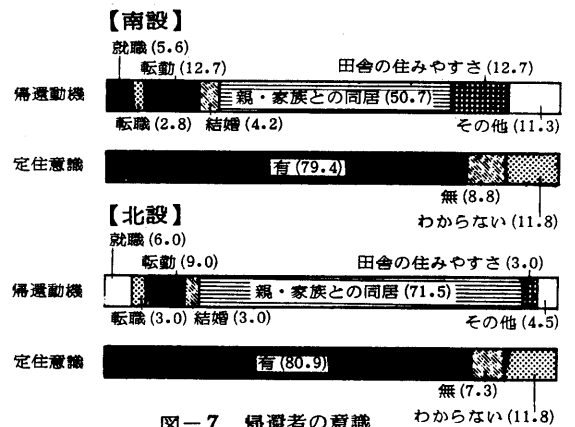 【南設】
就職(5.6)
転動(12.7) 田舎の住みやすさ(12.7)
帰還動機 親・家族との同居(50.7)
転職(2.8) 結婚(4.2) その他(11.3)
定住意識 有(79.4)
無(8.8)
わからない(11.8)
【北設】
就職(6.0)
転動(9.0) 田舎の住みやすさ(3.0)
帰還動機 親・家族との同居(71.5)
転職(3.0) 結婚(3.0) その他(4.5)
定住意識 有(80.9)
無(7.3)
わからない(11.8)
図-7 帰還者の意識